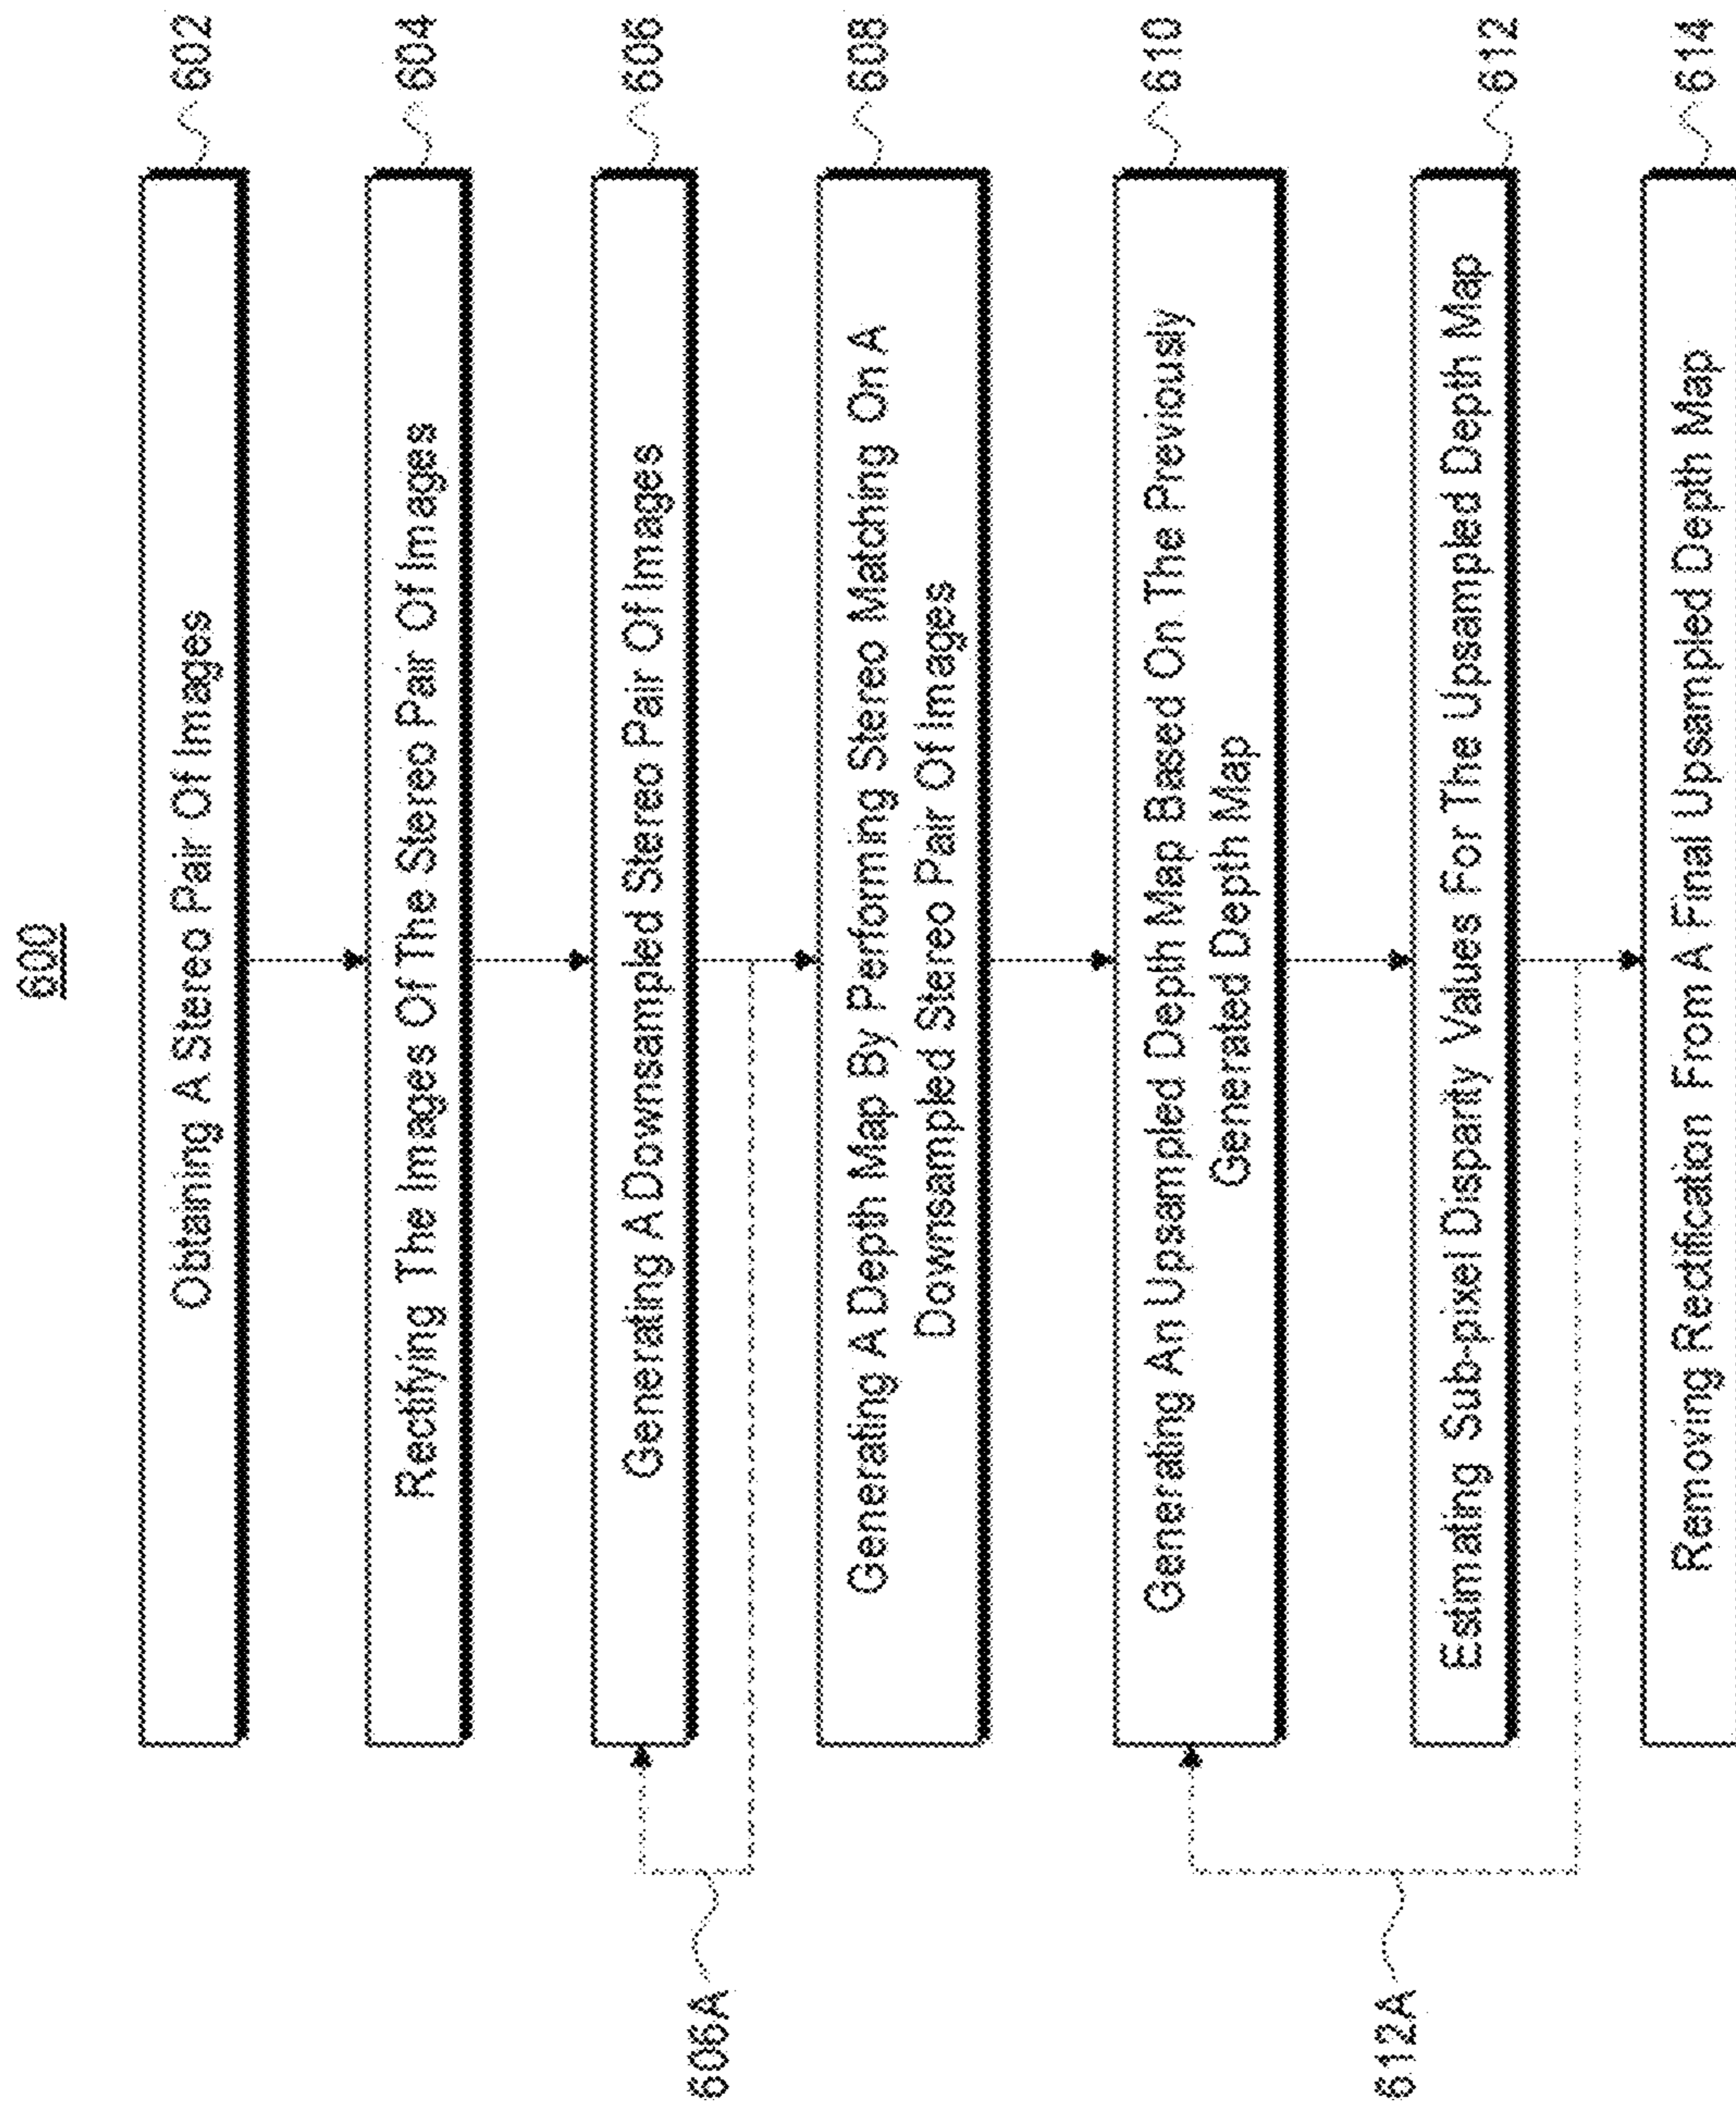 600
Obtaining A Stereo Pair Of Images
602
Rectifying The Images Of The Stereo Pair Of Images
604
Generating A Downsampled Stereo Pair Of Images
606
606A
Generating A Depth Map By Performing Stereo Matching On A
Downsampled Stereo Pair Of Images
608
Generating An Upsampled Depth Map Based On The Previously
Generated Depth Map
610
Estimating Sub-pixel Disparity Values For The Upsampled Depth Map
612
612A
Removing Rectification From A Final Upsampled Depth Map
614